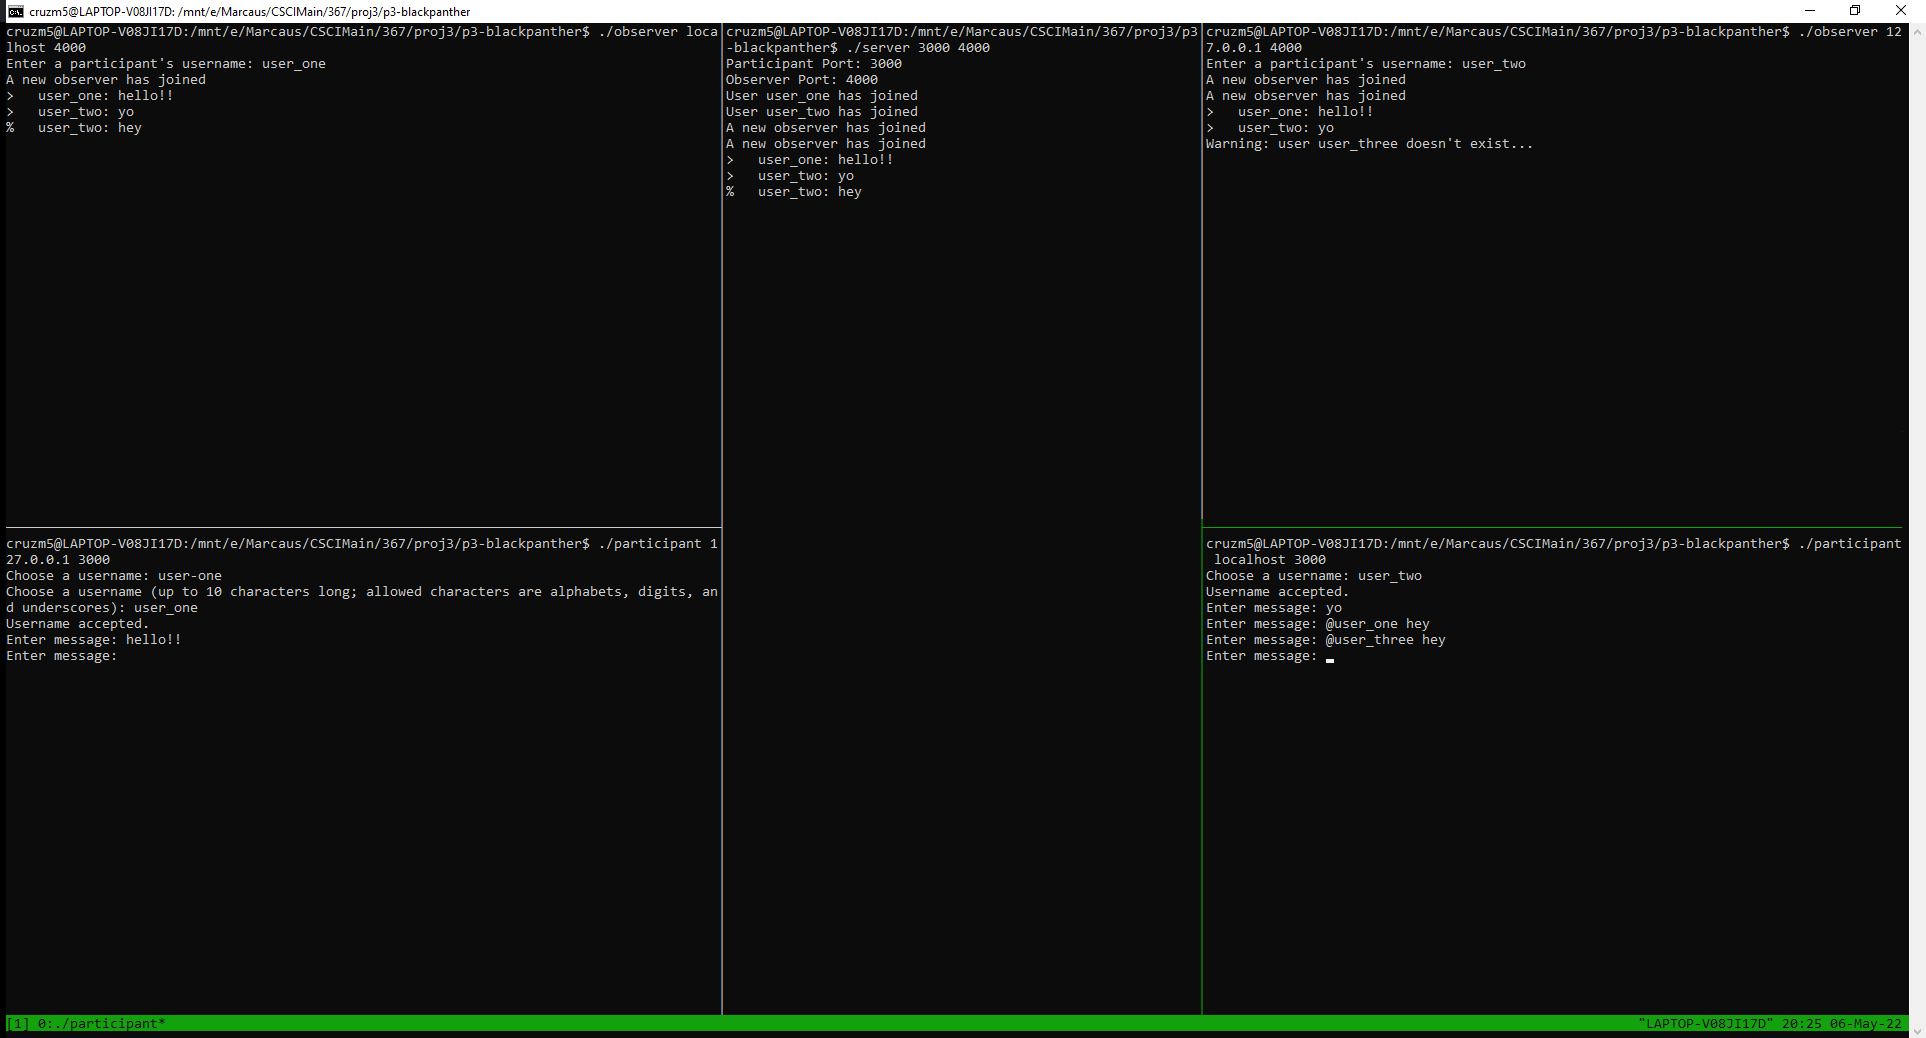 cruzm5@LAPTOP-V08JI17D: /mnt/e/Marcaus/CSCIMain/367/proj3/p3-blackpanther
cruzm5@LAPTOP-V08JI17D:/mnt/e/Marcaus/CSCIMain/367/proj3/p3-blackpanther$ ./observer loca
lhost 4000
Enter a participant's username: user_one
A new observer has joined
>   user_one: hello!!
>   user_two: yo
%   user_two: hey
cruzm5@LAPTOP-V08JI17D:/mnt/e/Marcaus/CSCIMain/367/proj3/p3-blackpanther$ ./participant 1
27.0.0.1 3000
Choose a username: user-one
Choose a username (up to 10 characters long; allowed characters are alphabets, digits, an
d underscores): user_one
Username accepted.
Enter message: hello!!
Enter message:
cruzm5@LAPTOP-V08JI17D:/mnt/e/Marcaus/CSCIMain/367/proj3/p3
-blackpanther$ ./server 3000 4000
Participant Port: 3000
Observer Port: 4000
User user_one has joined
User user_two has joined
A new observer has joined
A new observer has joined
>   user_one: hello!!
>   user_two: yo
%   user_two: hey
cruzm5@LAPTOP-V08JI17D:/mnt/e/Marcaus/CSCIMain/367/proj3/p3-blackpanther$ ./observer 12
7.0.0.1 4000
Enter a participant's username: user_two
A new observer has joined
A new observer has joined
>   user_one: hello!!
>   user_two: yo
Warning: user user_three doesn't exist...
cruzm5@LAPTOP-V08JI17D:/mnt/e/Marcaus/CSCIMain/367/proj3/p3-blackpanther$ ./participant
 localhost 3000
Choose a username: user_two
Username accepted.
Enter message: yo
Enter message: @user_one hey
Enter message: @user_three hey
Enter message:
[1] 0:./participant*
"LAPTOP-V08JI17D" 20:25 06-May-22